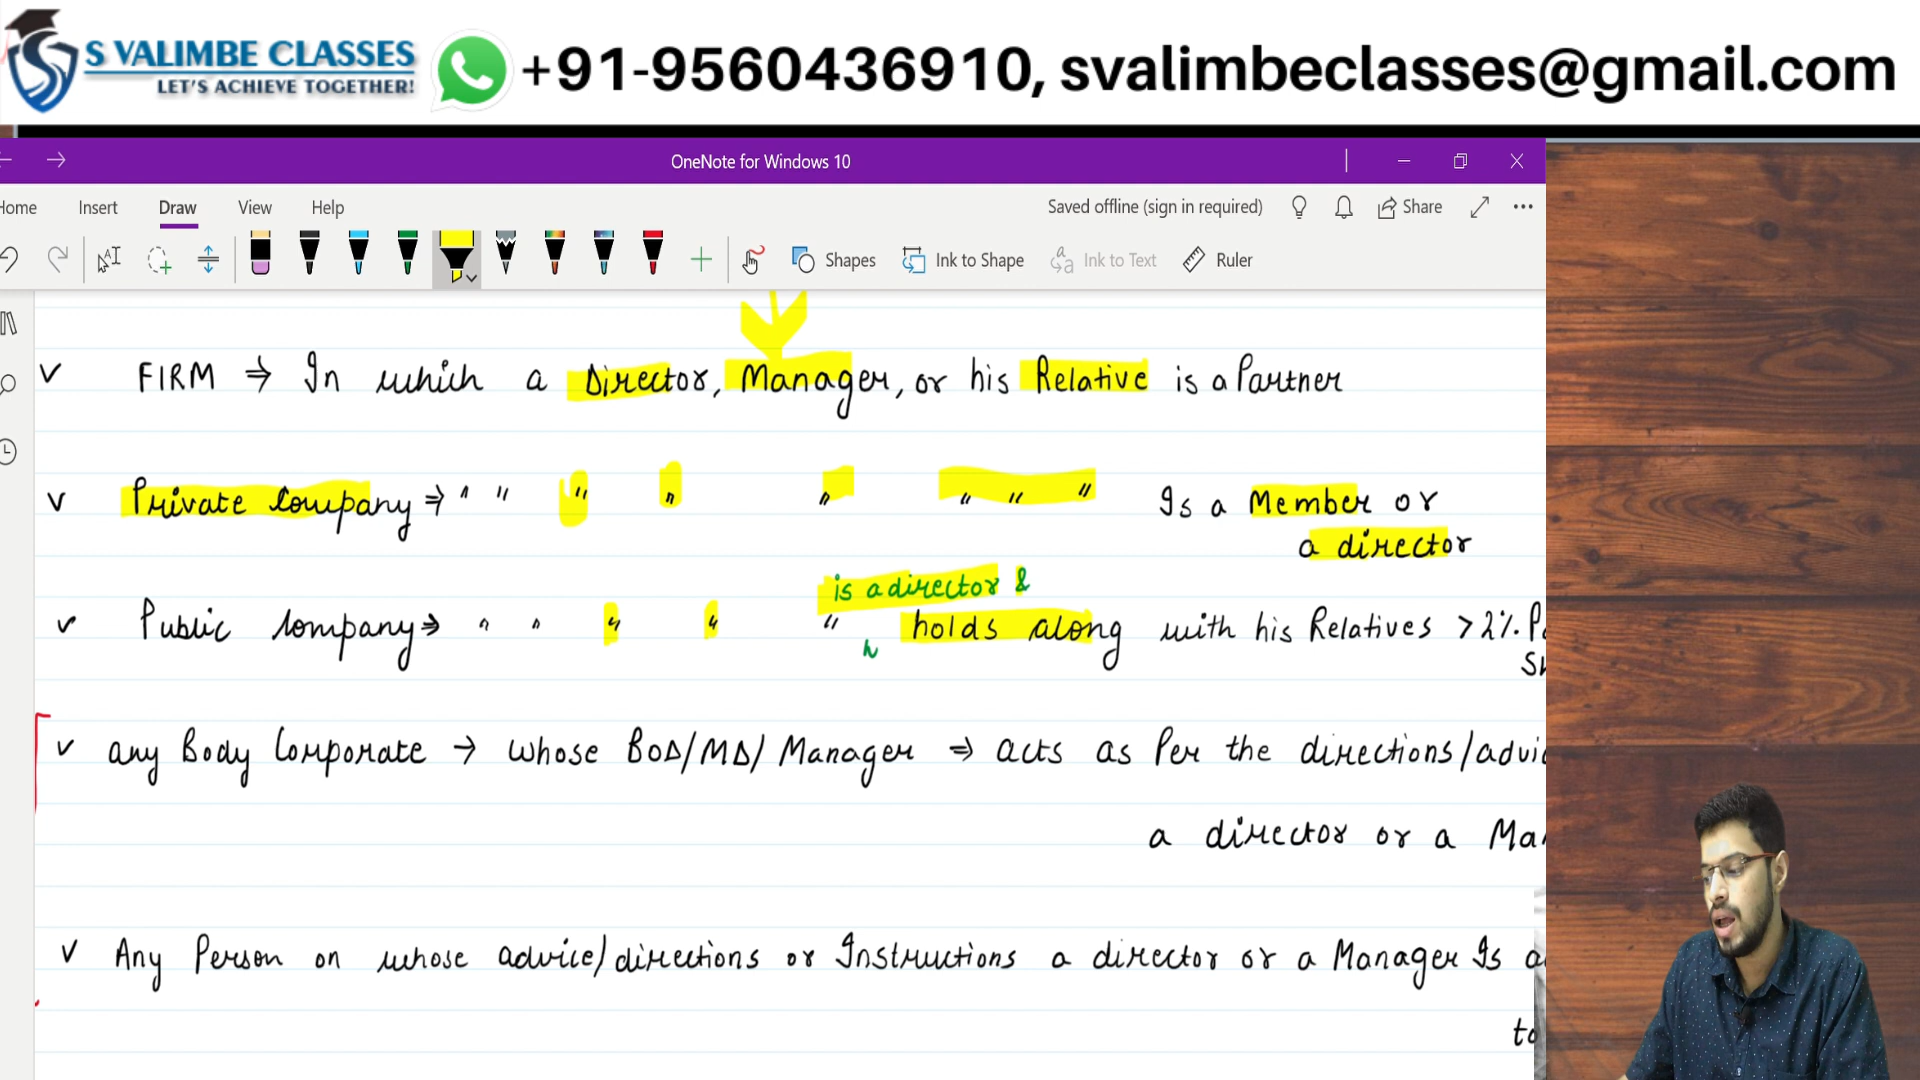 S VALIMBE CLASSES
LET'S ACHIEVE TOGETHER!
+91-9560436910, svalimbeclasses@gmail.com
OneNote for Windows 10
Home Insert Draw View Help
Saved offline (sign in required) Share
Shapes Ink to Shape Ink to Text Ruler
v FIRM ⇒ In which a Director, Manager, or his Relative is a Partner
v Private Company ⇒ " " " " " " " " Is a Member or
a director
is a director &
v Public Company ⇒ " " " " " holds along with his Relatives > 2%.
v any Body Corporate → whose BOD/MD/Manager ⇒ acts as Per the directions/
a director or a
v Any Person on whose advice/directions or Instructions a director or a Manager Is
to